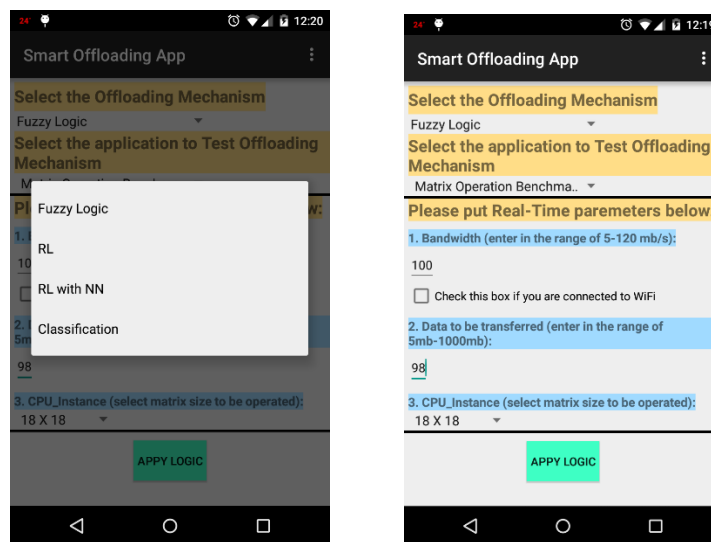 24°
12:20
Smart Offloading App
Select the Offloading Mechanism
Fuzzy Logic
Select the application to Test Offloading
Mechanism
Fuzzy Logic
RL
RL with NN
Classification
w:
1.
10
2.
5m
98
3. CPU_Instance (select matrix size to be operated):
18 X 18
APPY LOGIC
24°
12:19
Smart Offloading App
Select the Offloading Mechanism
Fuzzy Logic
Select the application to Test Offloading
Mechanism
Matrix Operation Benchma..
Please put Real-Time paremeters below
1. Bandwidth (enter in the range of 5-120 mb/s):
100
Check this box if you are connected to WiFi
2. Data to be transferred (enter in the range of
5mb-1000mb):
98
3. CPU_Instance (select matrix size to be operated):
18 X 18
APPY LOGIC